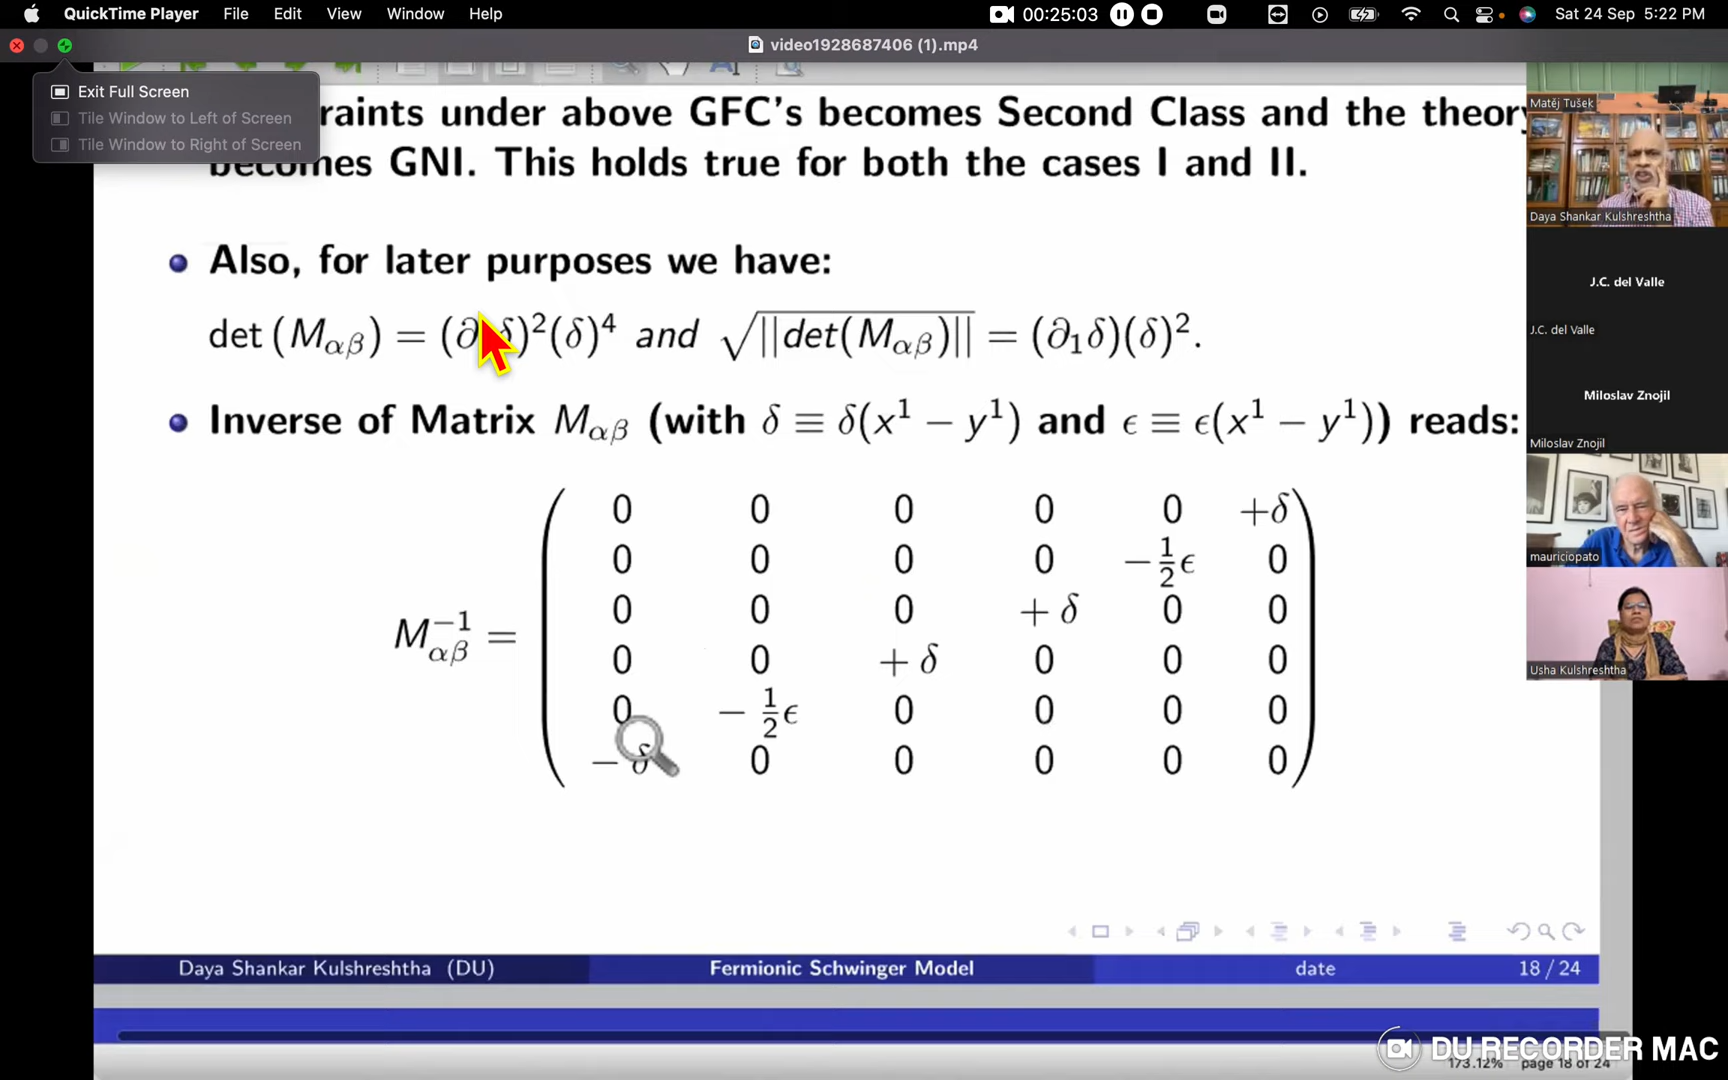 QuickTime Player File Edit View Window Help 00:25:03 Sat 24 Sep 5:22 PM
video1928687406 (1).mp4
Exit Full Screen
Tile Window to Left of Screen
Tile Window to Right of Screen
raints under above GFC's becomes Second Class and the theory
becomes GNI. This holds true for both the cases I and II.
Also, for later purposes we have:
det (M_{αβ}) = (∂ δ)^2(δ)^4 and √||det(M_{αβ})|| = (∂_1δ)(δ)^2.
Inverse of Matrix M_{αβ} (with δ ≡ δ(x^1 − y^1) and ϵ ≡ ϵ(x^1 − y^1)) reads:
0 0 0 0 0 +δ
0 0 0 0 −½ϵ 0
0 0 0 + δ 0 0
M^{−1}_{αβ} =
0 0 + δ 0 0 0
0 − ½ϵ 0 0 0 0
− δ 0 0 0 0 0
Daya Shankar Kulshreshtha (DU) Fermionic Schwinger Model date 18 / 24
Matěj Tušek
Daya Shankar Kulshreshtha
J.C. del Valle
J.C. del Valle
Miloslav Znojil
Miloslav Znojil
mauriciopato
Usha Kulshreshtha
DU RECORDER MAC
173.12% page 18 of 24